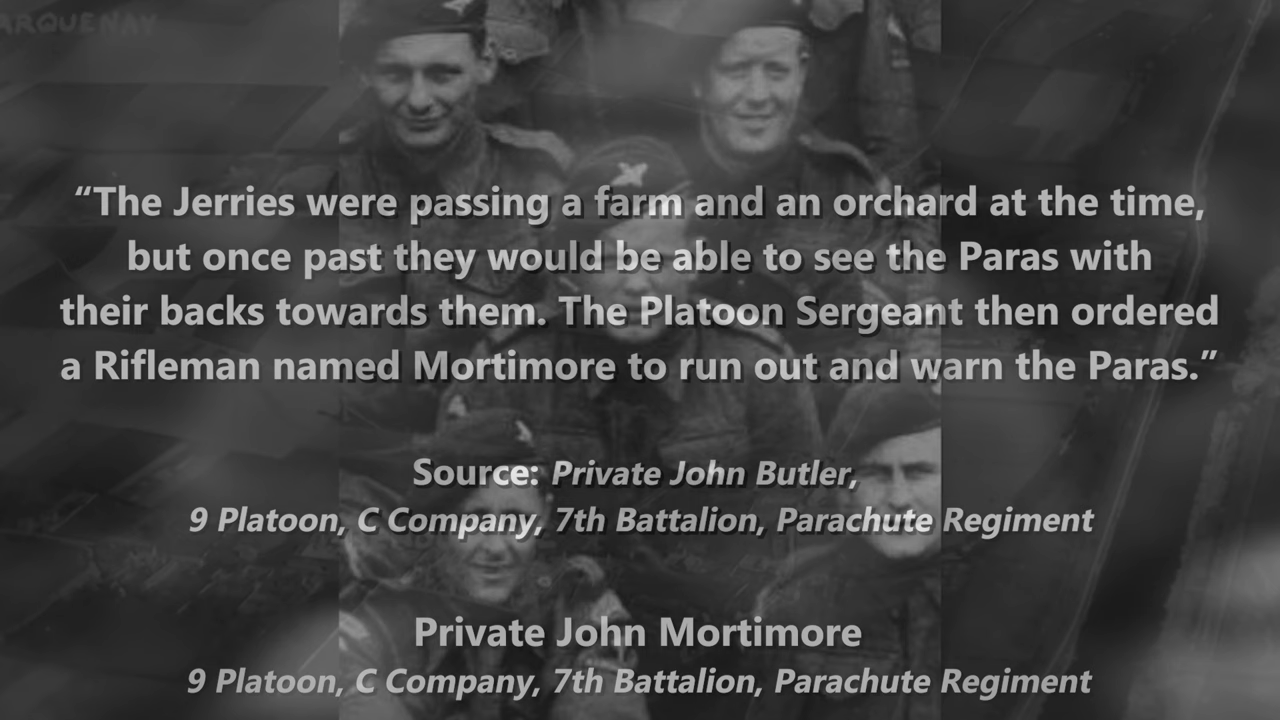 ARQUENAY
“The Jerries were passing a farm and an orchard at the time,
but once past they would be able to see the Paras with
their backs towards them. The Platoon Sergeant then ordered
a Rifleman named Mortimore to run out and warn the Paras.”
Source: Private John Butler,
9 Platoon, C Company, 7th Battalion, Parachute Regiment
Private John Mortimore
9 Platoon, C Company, 7th Battalion, Parachute Regiment